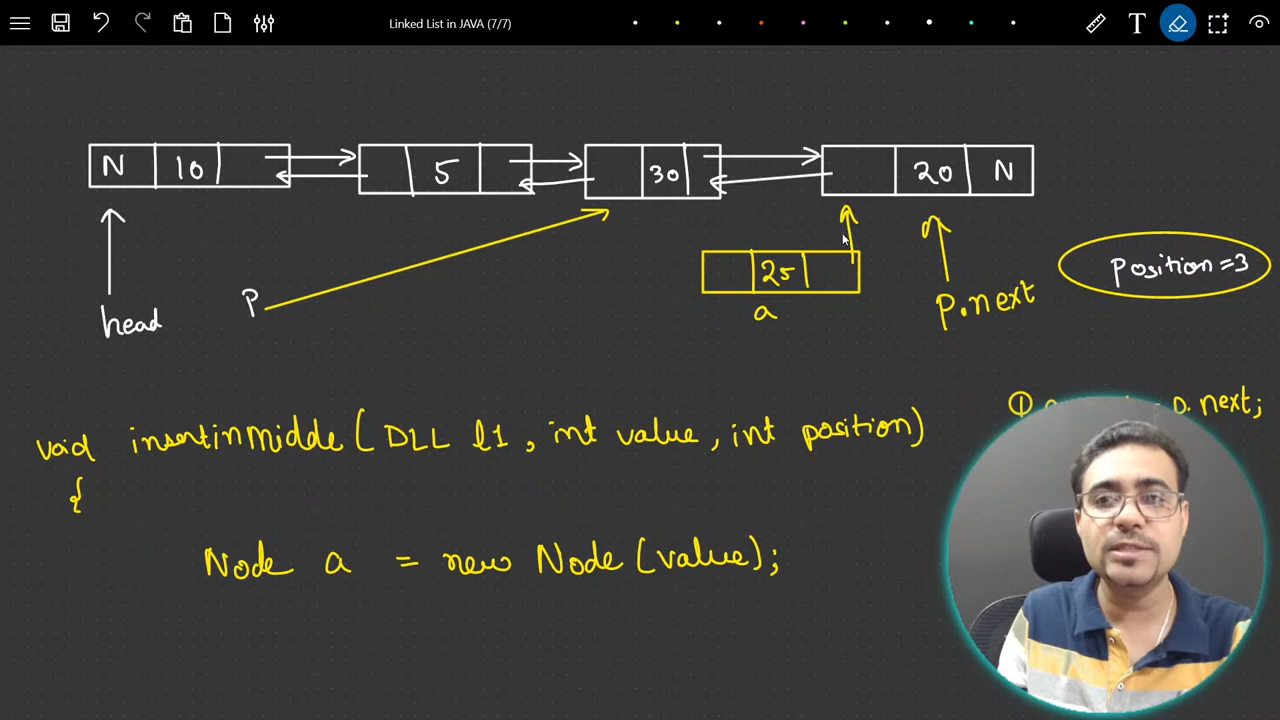 Linked List in JAVA (7/7)
T
N 10 5 30 20 N
25
a
P
head
p.next
Position =3
① p.next;
void insertinMidde (DLL l1, int value, int position)
{
Node a = new Node (value);